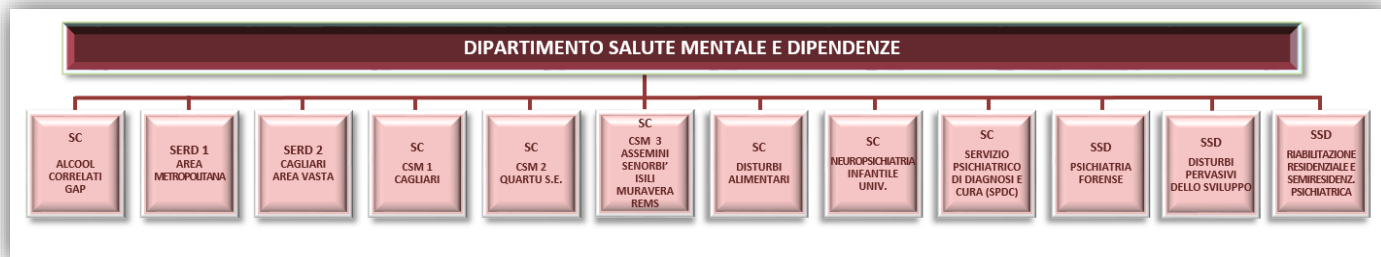 DIPARTIMENTO SALUTE MENTALE E DIPENDENZE
SC
ALCOOL
CORRELATI
GAP
SERD 1
AREA
METROPOLITANA
SERD 2
CAGLIARI
AREA VASTA
SC
CSM 1
CAGLIARI
SC
CSM 2
QUARTU S.E.
SC
CSM 3
ASSEMINI
SENORBI'
ISILI
MURAVERA
REMS
SC
DISTURBI
ALIMENTARI
SC
NEUROPSICHIATRIA
INFANTILE
UNIV.
SC
SERVIZIO
PSICHIATRICO
DI DIAGNOSI E
CURA (SPDC)
SSD
PSICHIATRIA
FORENSE
SSD
DISTURBI
PERVASIVI
DELLO SVILUPPO
SSD
RIABILITAZIONE
RESIDENZIALE E
SEMIRESIDENZ.
PSICHIATRICA